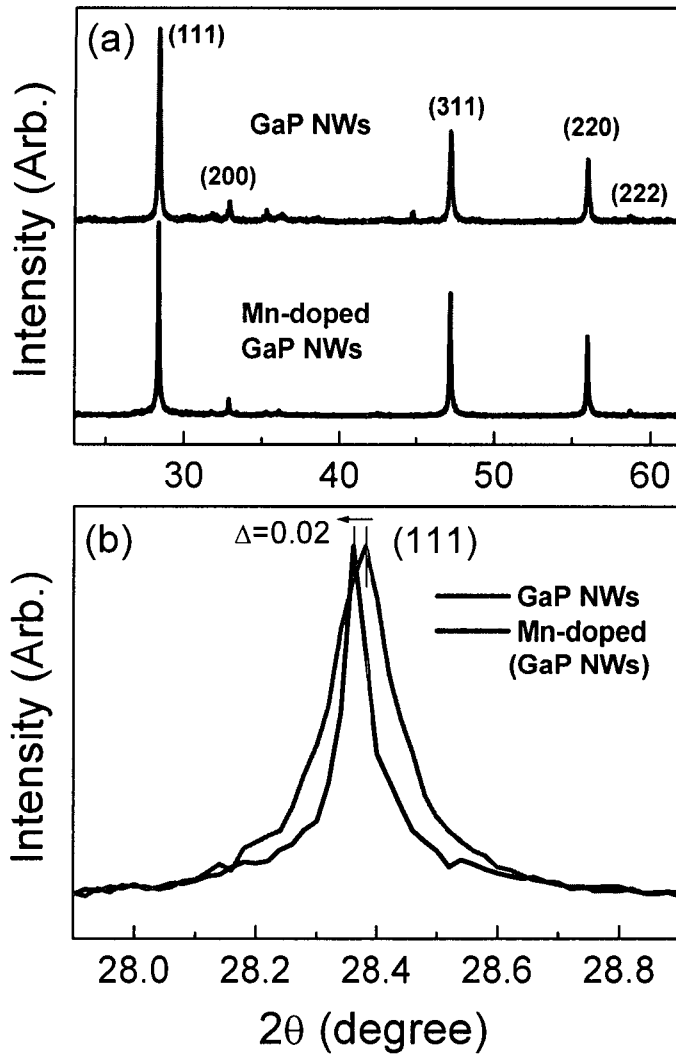 (a)
(111)
(311)
GaP NWs
(220)
(200)
(222)
Mn-doped
GaP NWs
Intensity (Arb.)
30 40 50 60
(b)
Δ=0.02
(111)
GaP NWs
Mn-doped
(GaP NWs)
Intensity (Arb.)
28.0 28.2 28.4 28.6 28.8
2θ (degree)